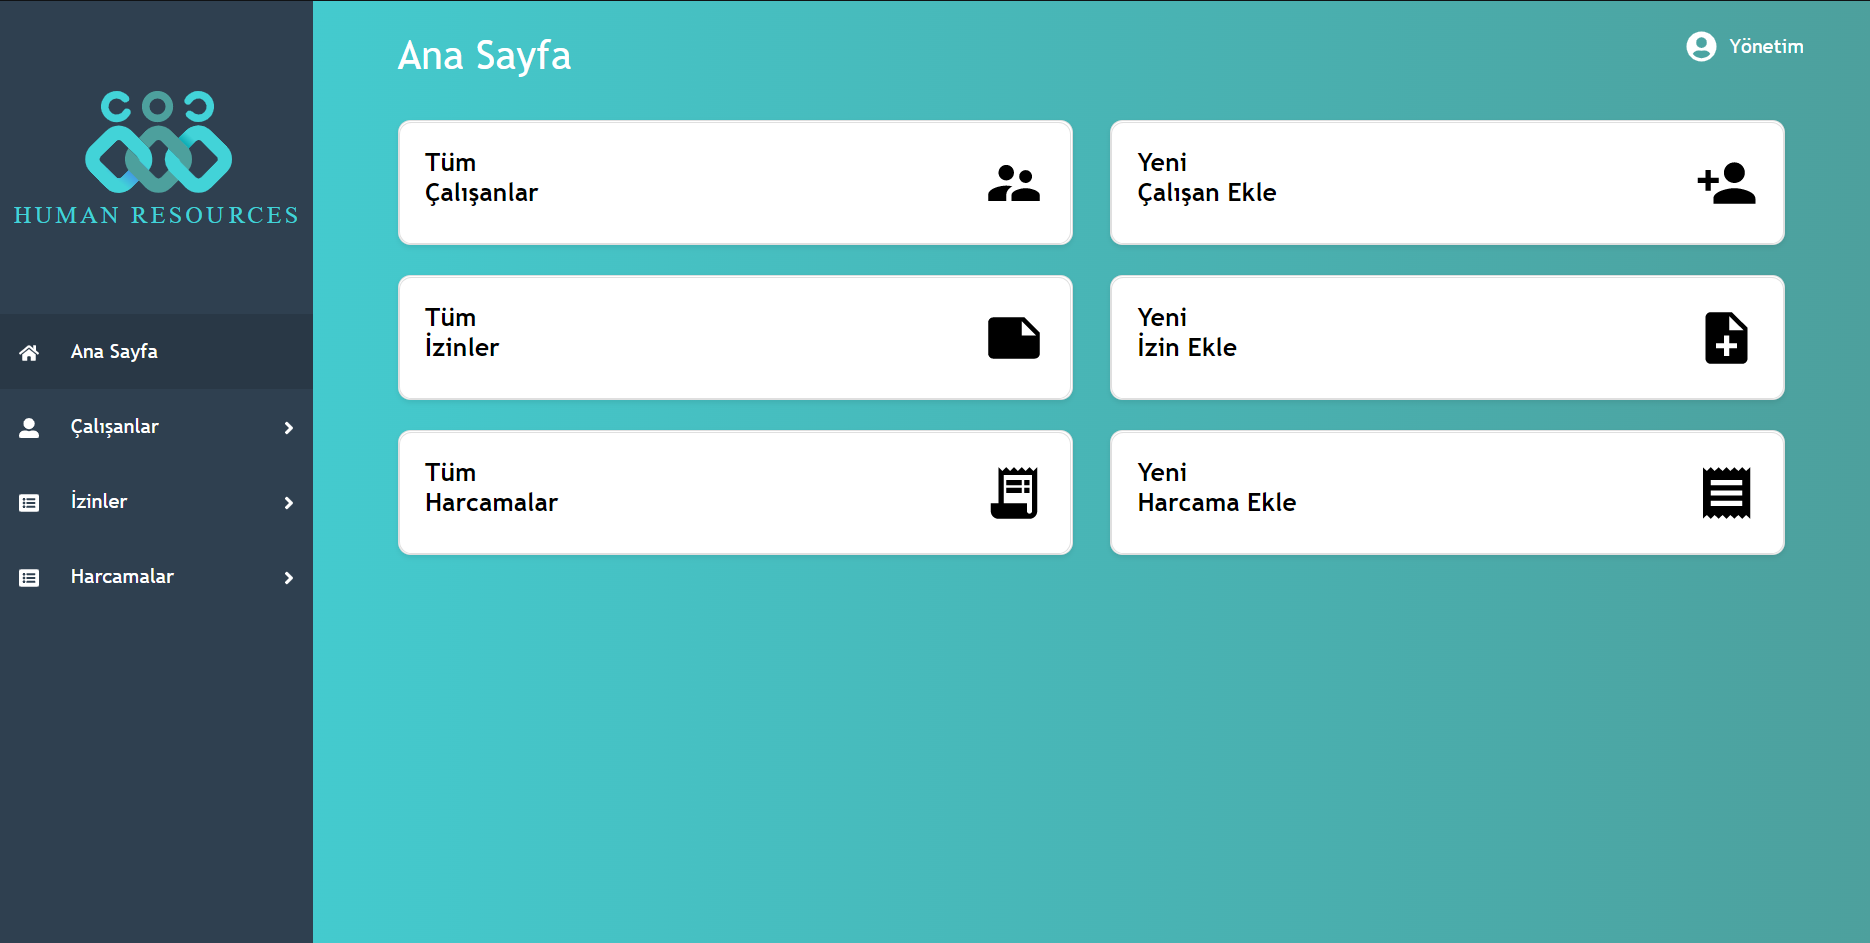 HUMAN RESOURCES
Ana Sayfa
Çalışanlar
İzinler
Harcamalar
Ana Sayfa
Yönetim
Tüm
Çalışanlar
Yeni
Çalışan Ekle
Tüm
İzinler
Yeni
İzin Ekle
Tüm
Harcamalar
Yeni
Harcama Ekle